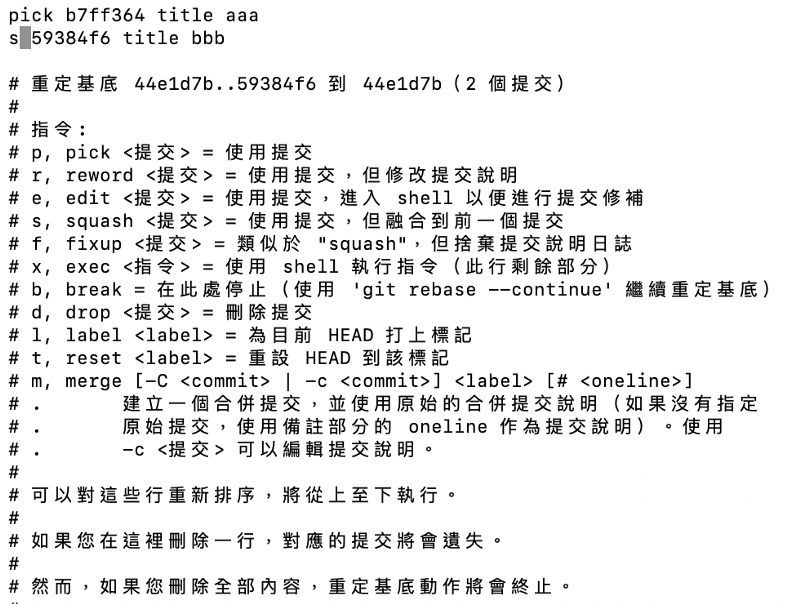 pick b7ff364 title aaa
s 59384f6 title bbb
# 重定基底 44e1d7b..59384f6 到 44e1d7b（2 個提交）
#
# 指令：
# p, pick <提交> = 使用提交
# r, reword <提交> = 使用提交，但修改提交說明
# e, edit <提交> = 使用提交，進入 shell 以便進行提交修補
# s, squash <提交> = 使用提交，但融合到前一個提交
# f, fixup <提交> = 類似於 "squash"，但捨棄提交說明日誌
# x, exec <指令> = 使用 shell 執行指令（此行剩餘部分）
# b, break = 在此處停止（使用 'git rebase --continue' 繼續重定基底）
# d, drop <提交> = 刪除提交
# l, label <label> = 為目前 HEAD 打上標記
# t, reset <label> = 重設 HEAD 到該標記
# m, merge [-C <commit> | -c <commit>] <label> [# <oneline>]
# .       建立一個合併提交，並使用原始的合併提交說明（如果沒有指定
# .       原始提交，使用備註部分的 oneline 作為提交說明）。使用
# .       -c <提交> 可以編輯提交說明。
#
# 可以對這些行重新排序，將從上至下執行。
#
# 如果您在這裡刪除一行，對應的提交將會遺失。
#
# 然而，如果您刪除全部內容，重定基底動作將會終止。
#